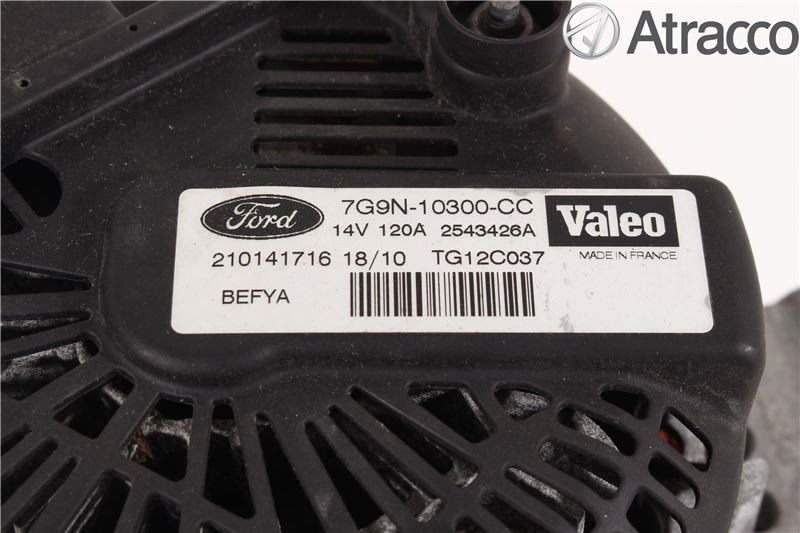 Atracco
Ford
7G9N-10300-CC
14V 120A 2543426A
Valeo
210141716 18/10 TG12C037
MADE IN FRANCE
BEFYA